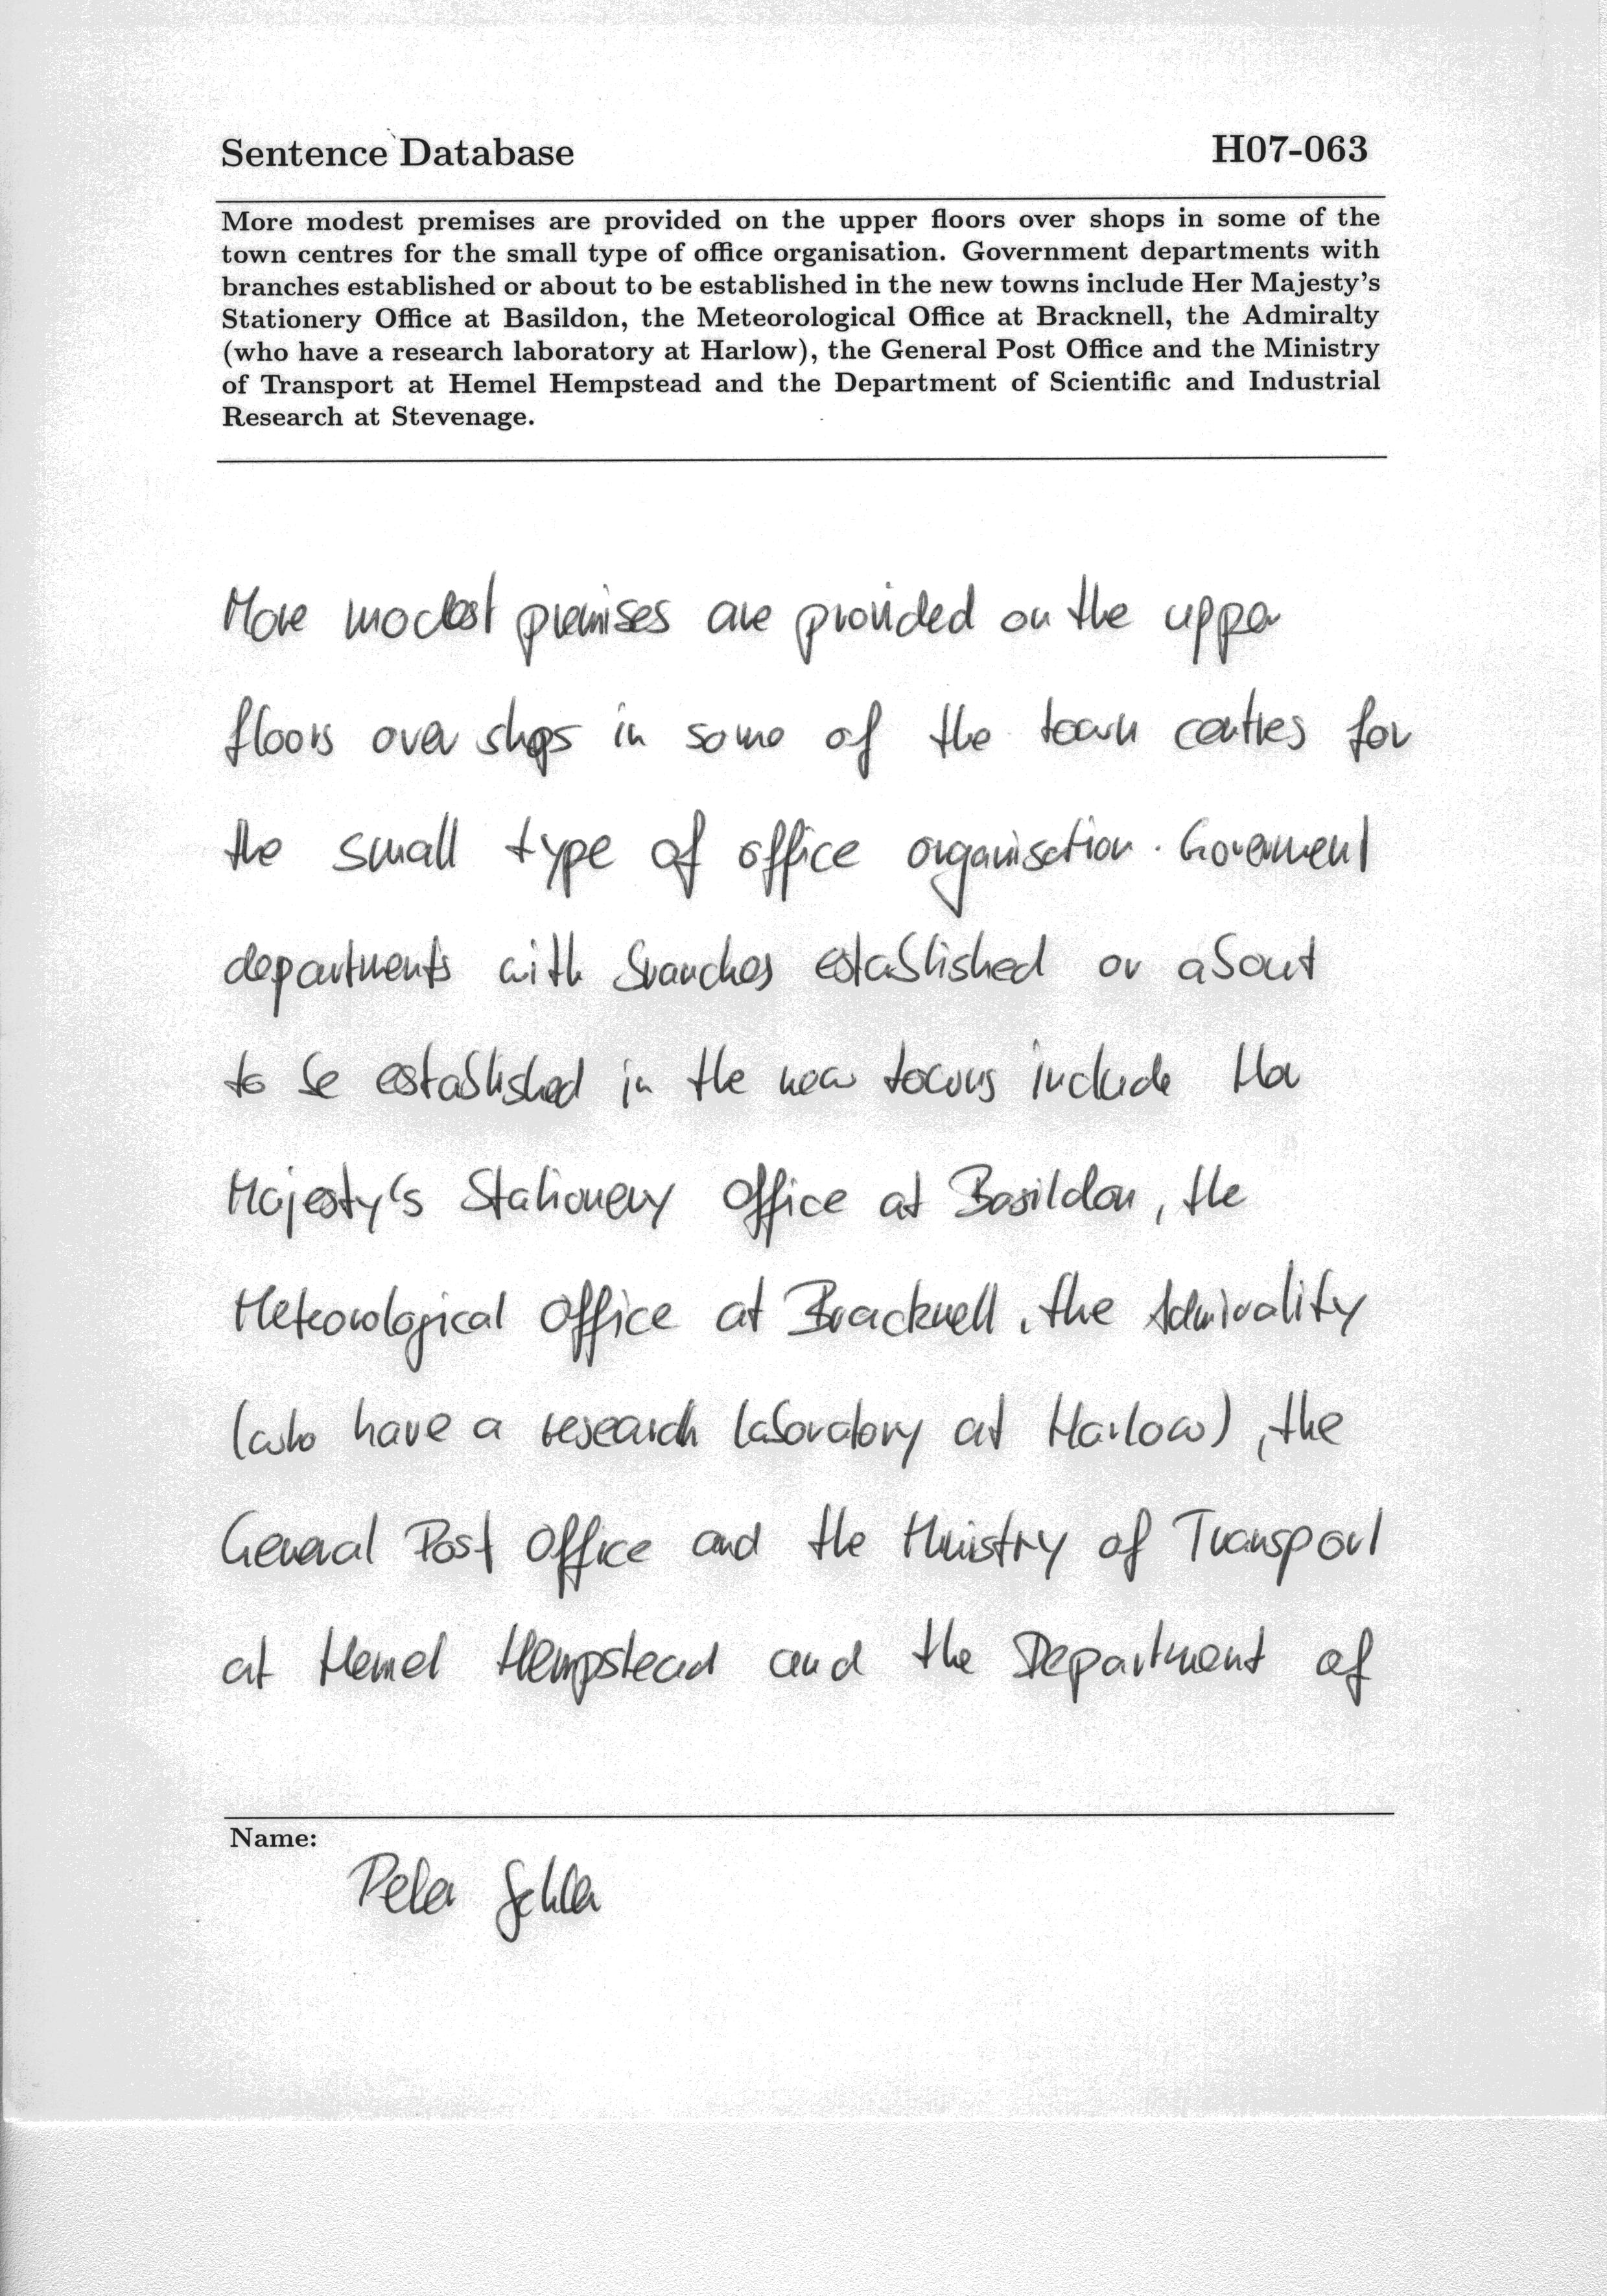 Sentence Database
H07-063
More modest premises are provided on the upper floors over shops in some of the
town centres for the small type of office organisation. Government departments with
branches established or about to be established in the new towns include Her Majesty's
Stationery Office at Basildon, the Meteorological Office at Bracknell, the Admiralty
(who have a research laboratory at Harlow), the General Post Office and the Ministry
of Transport at Hemel Hempstead and the Department of Scientific and Industrial
Research at Stevenage.
More modest premises are provided on the upper
floors over shops in some of the town centres for
the small type of office organisation. Goverment
departments with branches established or about
to be established in the new towns include Her
Majesty's Stationery Office at Basildon, the
Meteorological Office at Bracknell, the Admirality
(who have a research laboratory at Harlow), the
General Post Office and the Ministry of Transport
at Hemel Hempstead and the Department of
Name:
Peter